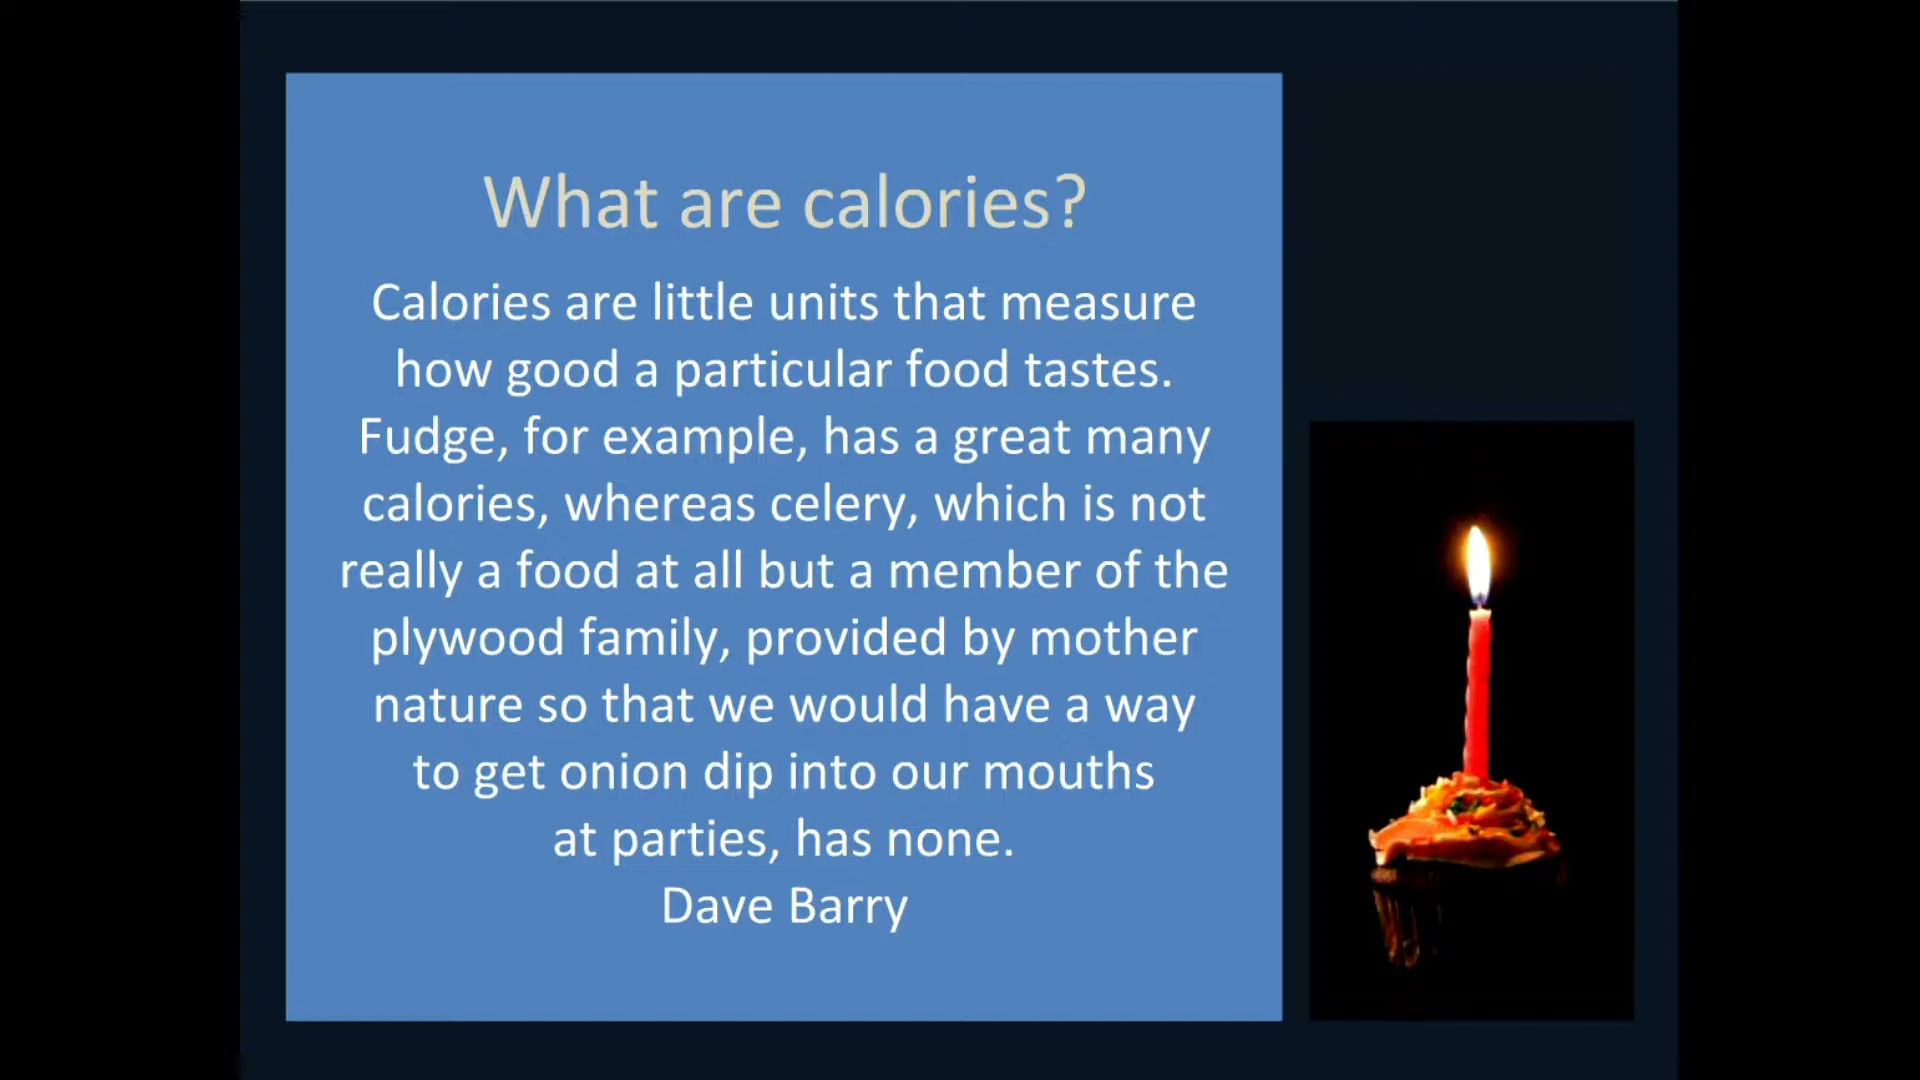 What are calories?
Calories are little units that measure
how good a particular food tastes.
Fudge, for example, has a great many
calories, whereas celery, which is not
really a food at all but a member of the
plywood family, provided by mother
nature so that we would have a way
to get onion dip into our mouths
at parties, has none.
Dave Barry